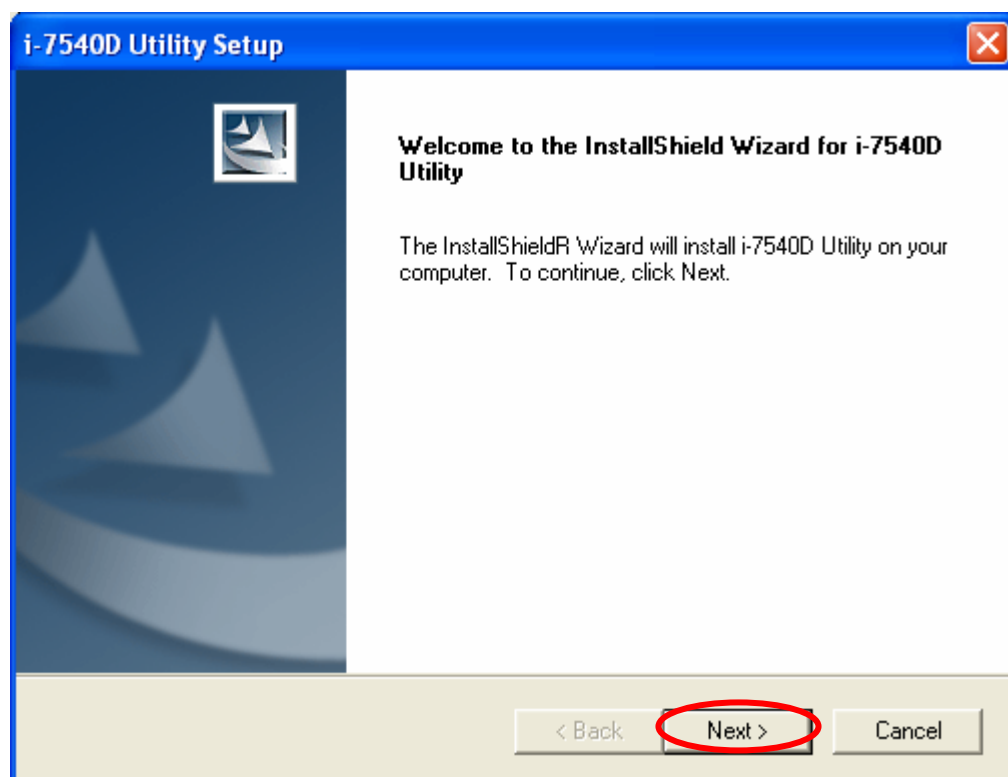 i-7540D Utility Setup
Welcome to the InstallShield Wizard for i-7540D
Utility
The InstallShieldR Wizard will install i-7540D Utility on your
computer.  To continue, click Next.
< Back
Next >
Cancel